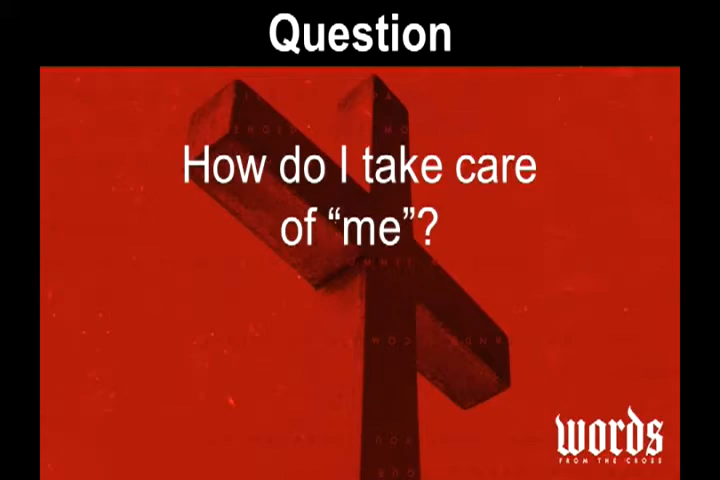 Question
How do I take care
of “me”?
words
FROM THE CROSS